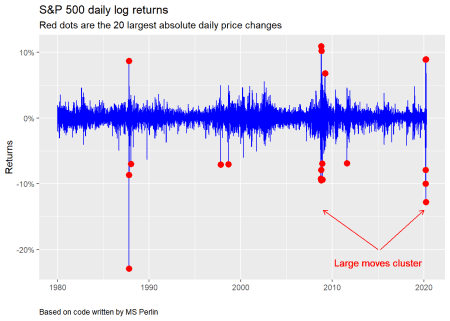 S&P 500 daily log returns
Red dots are the 20 largest absolute daily price changes
10%
0%
-10%
-20%
Returns
Large moves cluster
1980
1990
2000
2010
2020
Based on code written by MS Perlin